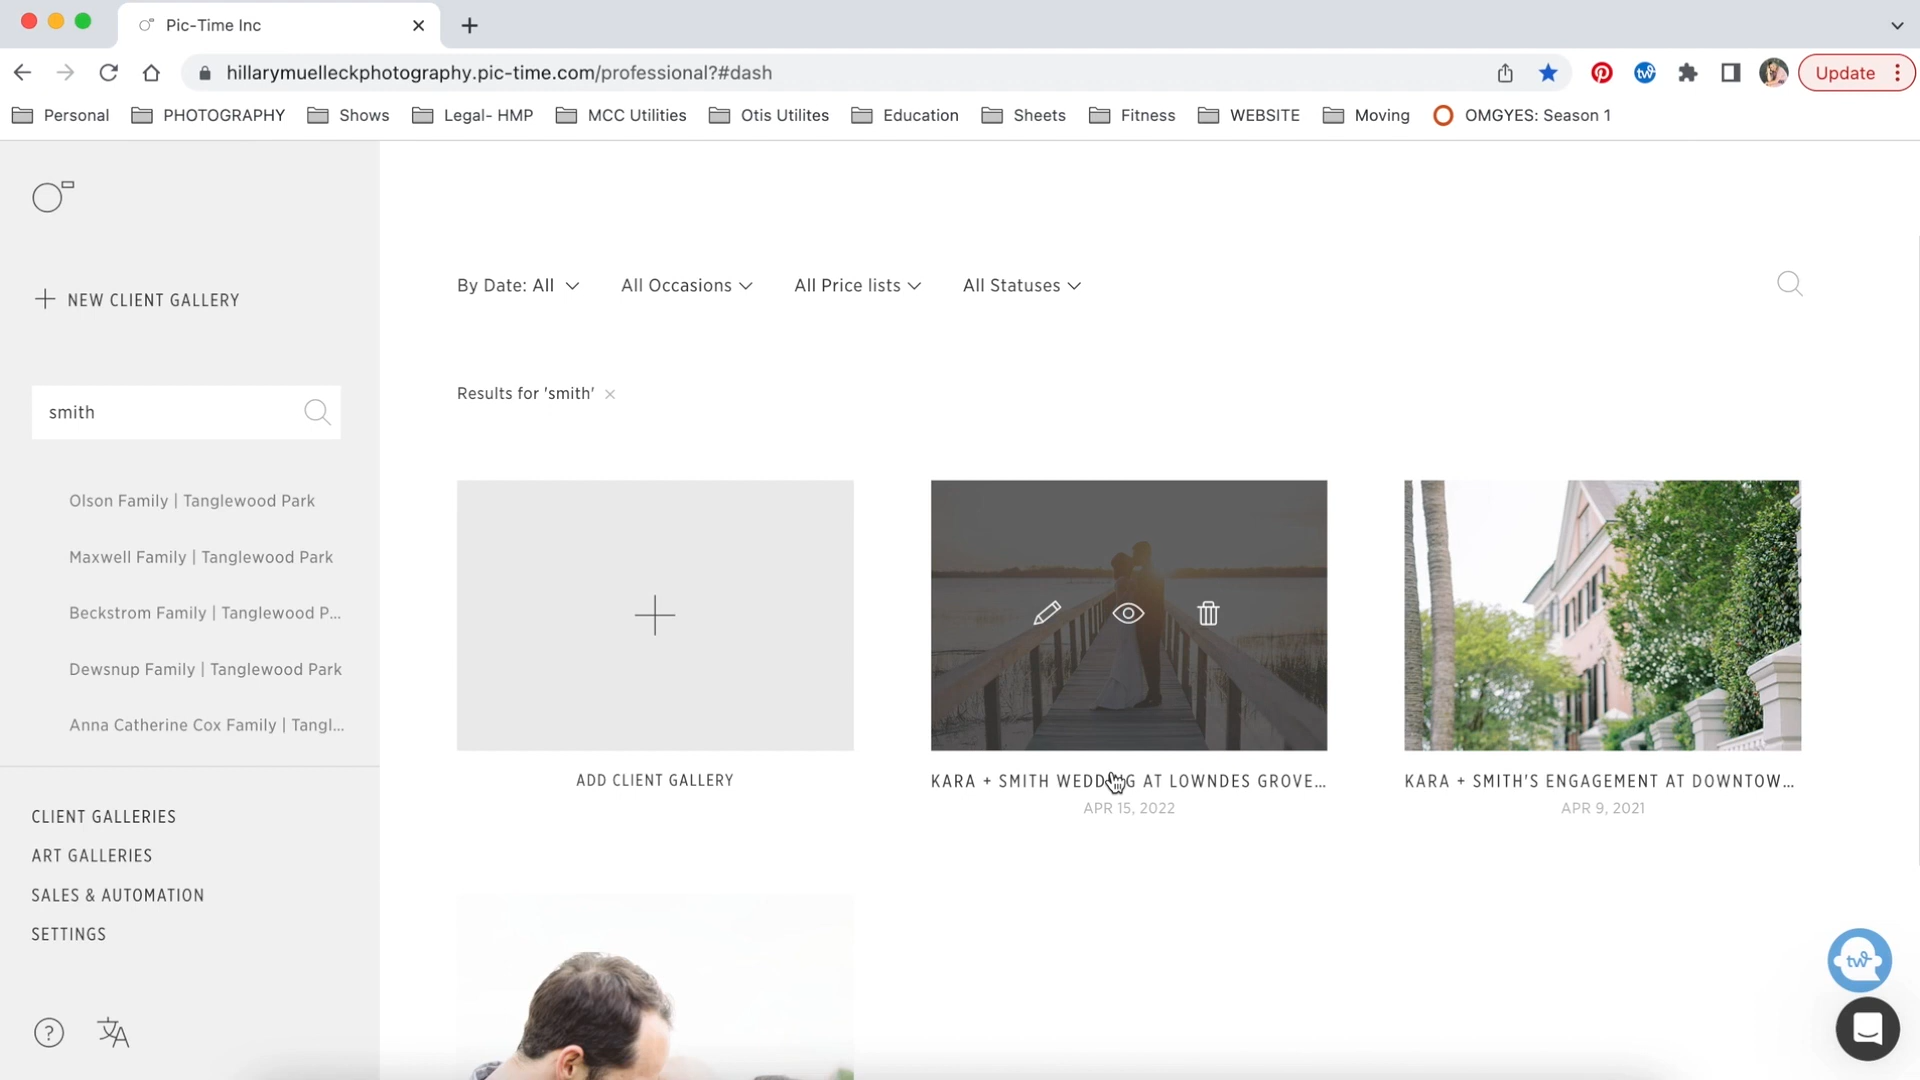 Pic-Time Inc
hillarymuelleckphotography.pic-time.com/professional?#dash
Update
Personal
PHOTOGRAPHY
Shows
Legal- HMP
MCC Utilities
Otis Utilites
Education
Sheets
Fitness
WEBSITE
Moving
OMGYES: Season 1
NEW CLIENT GALLERY
smith
Olson Family | Tanglewood Park
Maxwell Family | Tanglewood Park
Beckstrom Family | Tanglewood P...
Dewsnup Family | Tanglewood Park
Anna Catherine Cox Family | Tangl...
CLIENT GALLERIES
ART GALLERIES
SALES & AUTOMATION
SETTINGS
By Date: All
All Occasions
All Price lists
All Statuses
Results for 'smith'
ADD CLIENT GALLERY
KARA + SMITH WEDDING AT LOWNDES GROVE...
APR 15, 2022
KARA + SMITH'S ENGAGEMENT AT DOWNTOW...
APR 9, 2021
tw